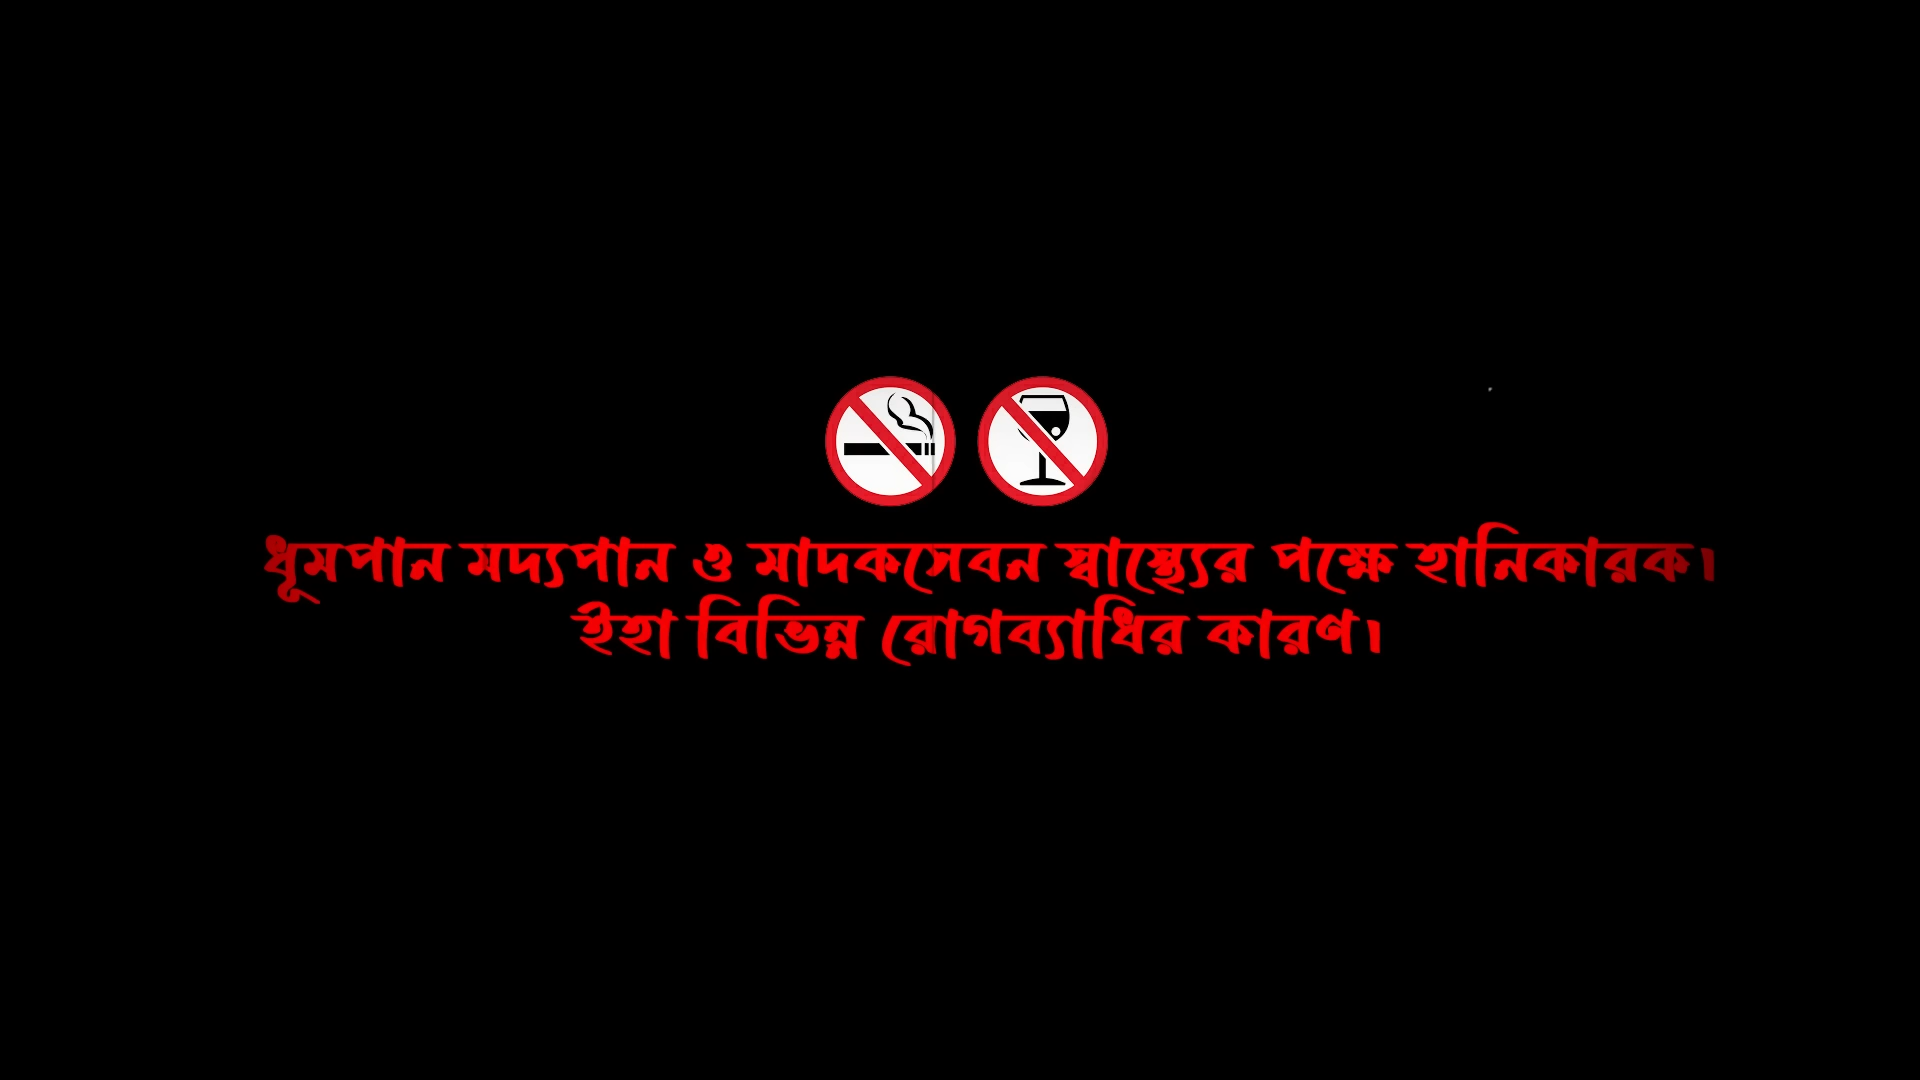 ধূমপান মদ্যপান ও মাদকসেবন স্বাস্থ্যের পক্ষে হানিকারক।
ইহা বিভিন্ন রোগব্যাধির কারণ।